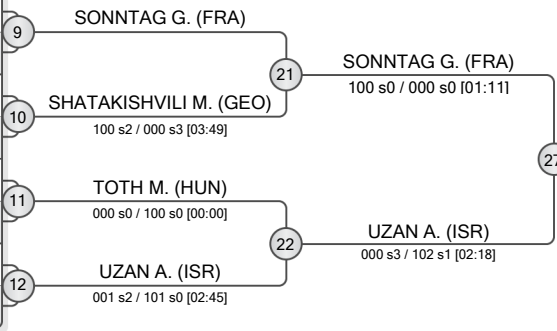 9
SONNTAG G. (FRA)
21
SONNTAG G. (FRA)
100 s0 / 000 s0 [01:11]
10
SHATAKISHVILI M. (GEO)
100 s2 / 000 s3 [03:49]
27
11
TOTH M. (HUN)
000 s0 / 100 s0 [00:00]
22
UZAN A. (ISR)
000 s3 / 102 s1 [02:18]
12
UZAN A. (ISR)
001 s2 / 101 s0 [02:45]